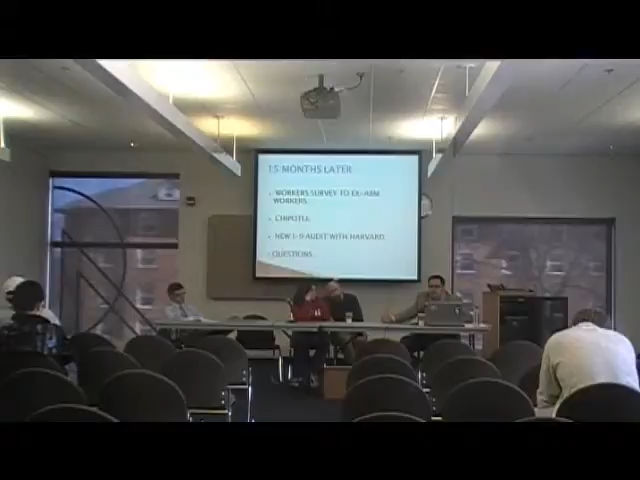 15 MONTHS LATER
WORKERS SURVEY TO EX-ABM
WORKERS.
CHIPOTLE.
NEW I-9 AUDIT WITH HARVARD.
QUESTIONS.